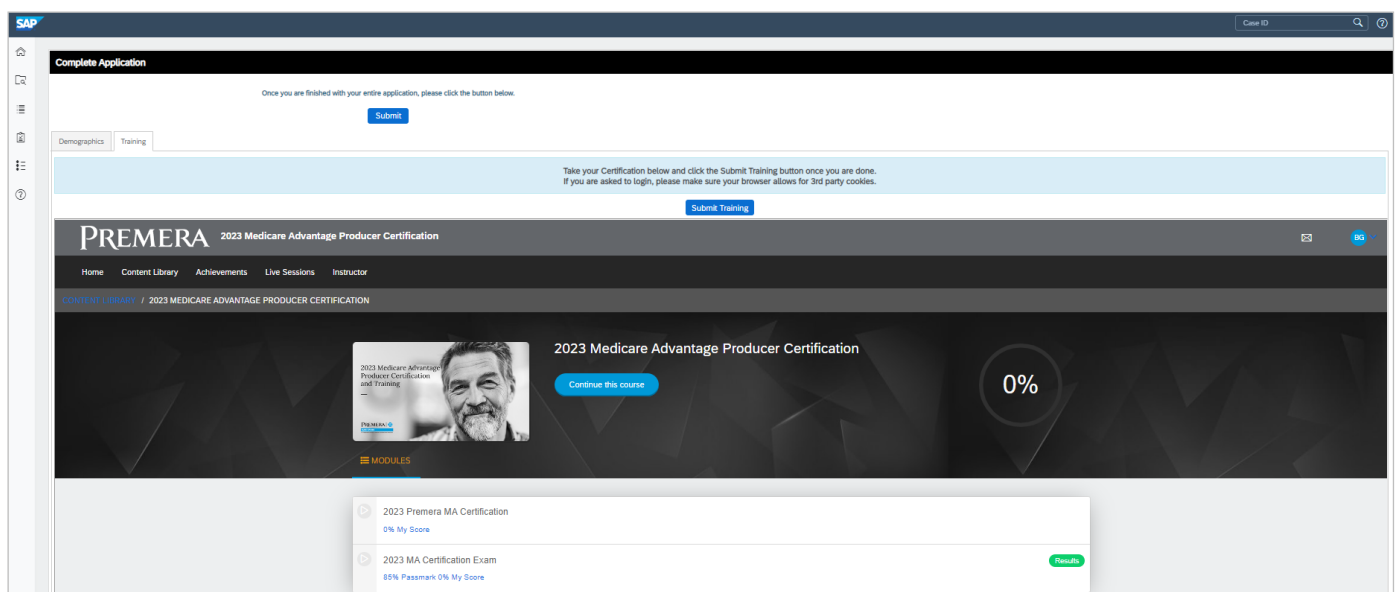 SAP
Case ID
Complete Application
Once you are finished with your entire application, please click the button below.
Submit
Demographics Training
Take your Certification below and click the Submit Training button once you are done.
If you are asked to login, please make sure your browser allows for 3rd party cookies.
Submit Training
PREMERA 2023 Medicare Advantage Producer Certification
BG
Home Content Library Achievements Live Sessions Instructor
CONTENT LIBRARY / 2023 MEDICARE ADVANTAGE PRODUCER CERTIFICATION
2023 Medicare Advantage Producer Certification
2023 Medicare Advantage
Producer Certification
and Training
PREMERA
Continue this course
0%
MODULES
2023 Premera MA Certification
0% My Score
2023 MA Certification Exam
Results
85% Passmark 0% My Score